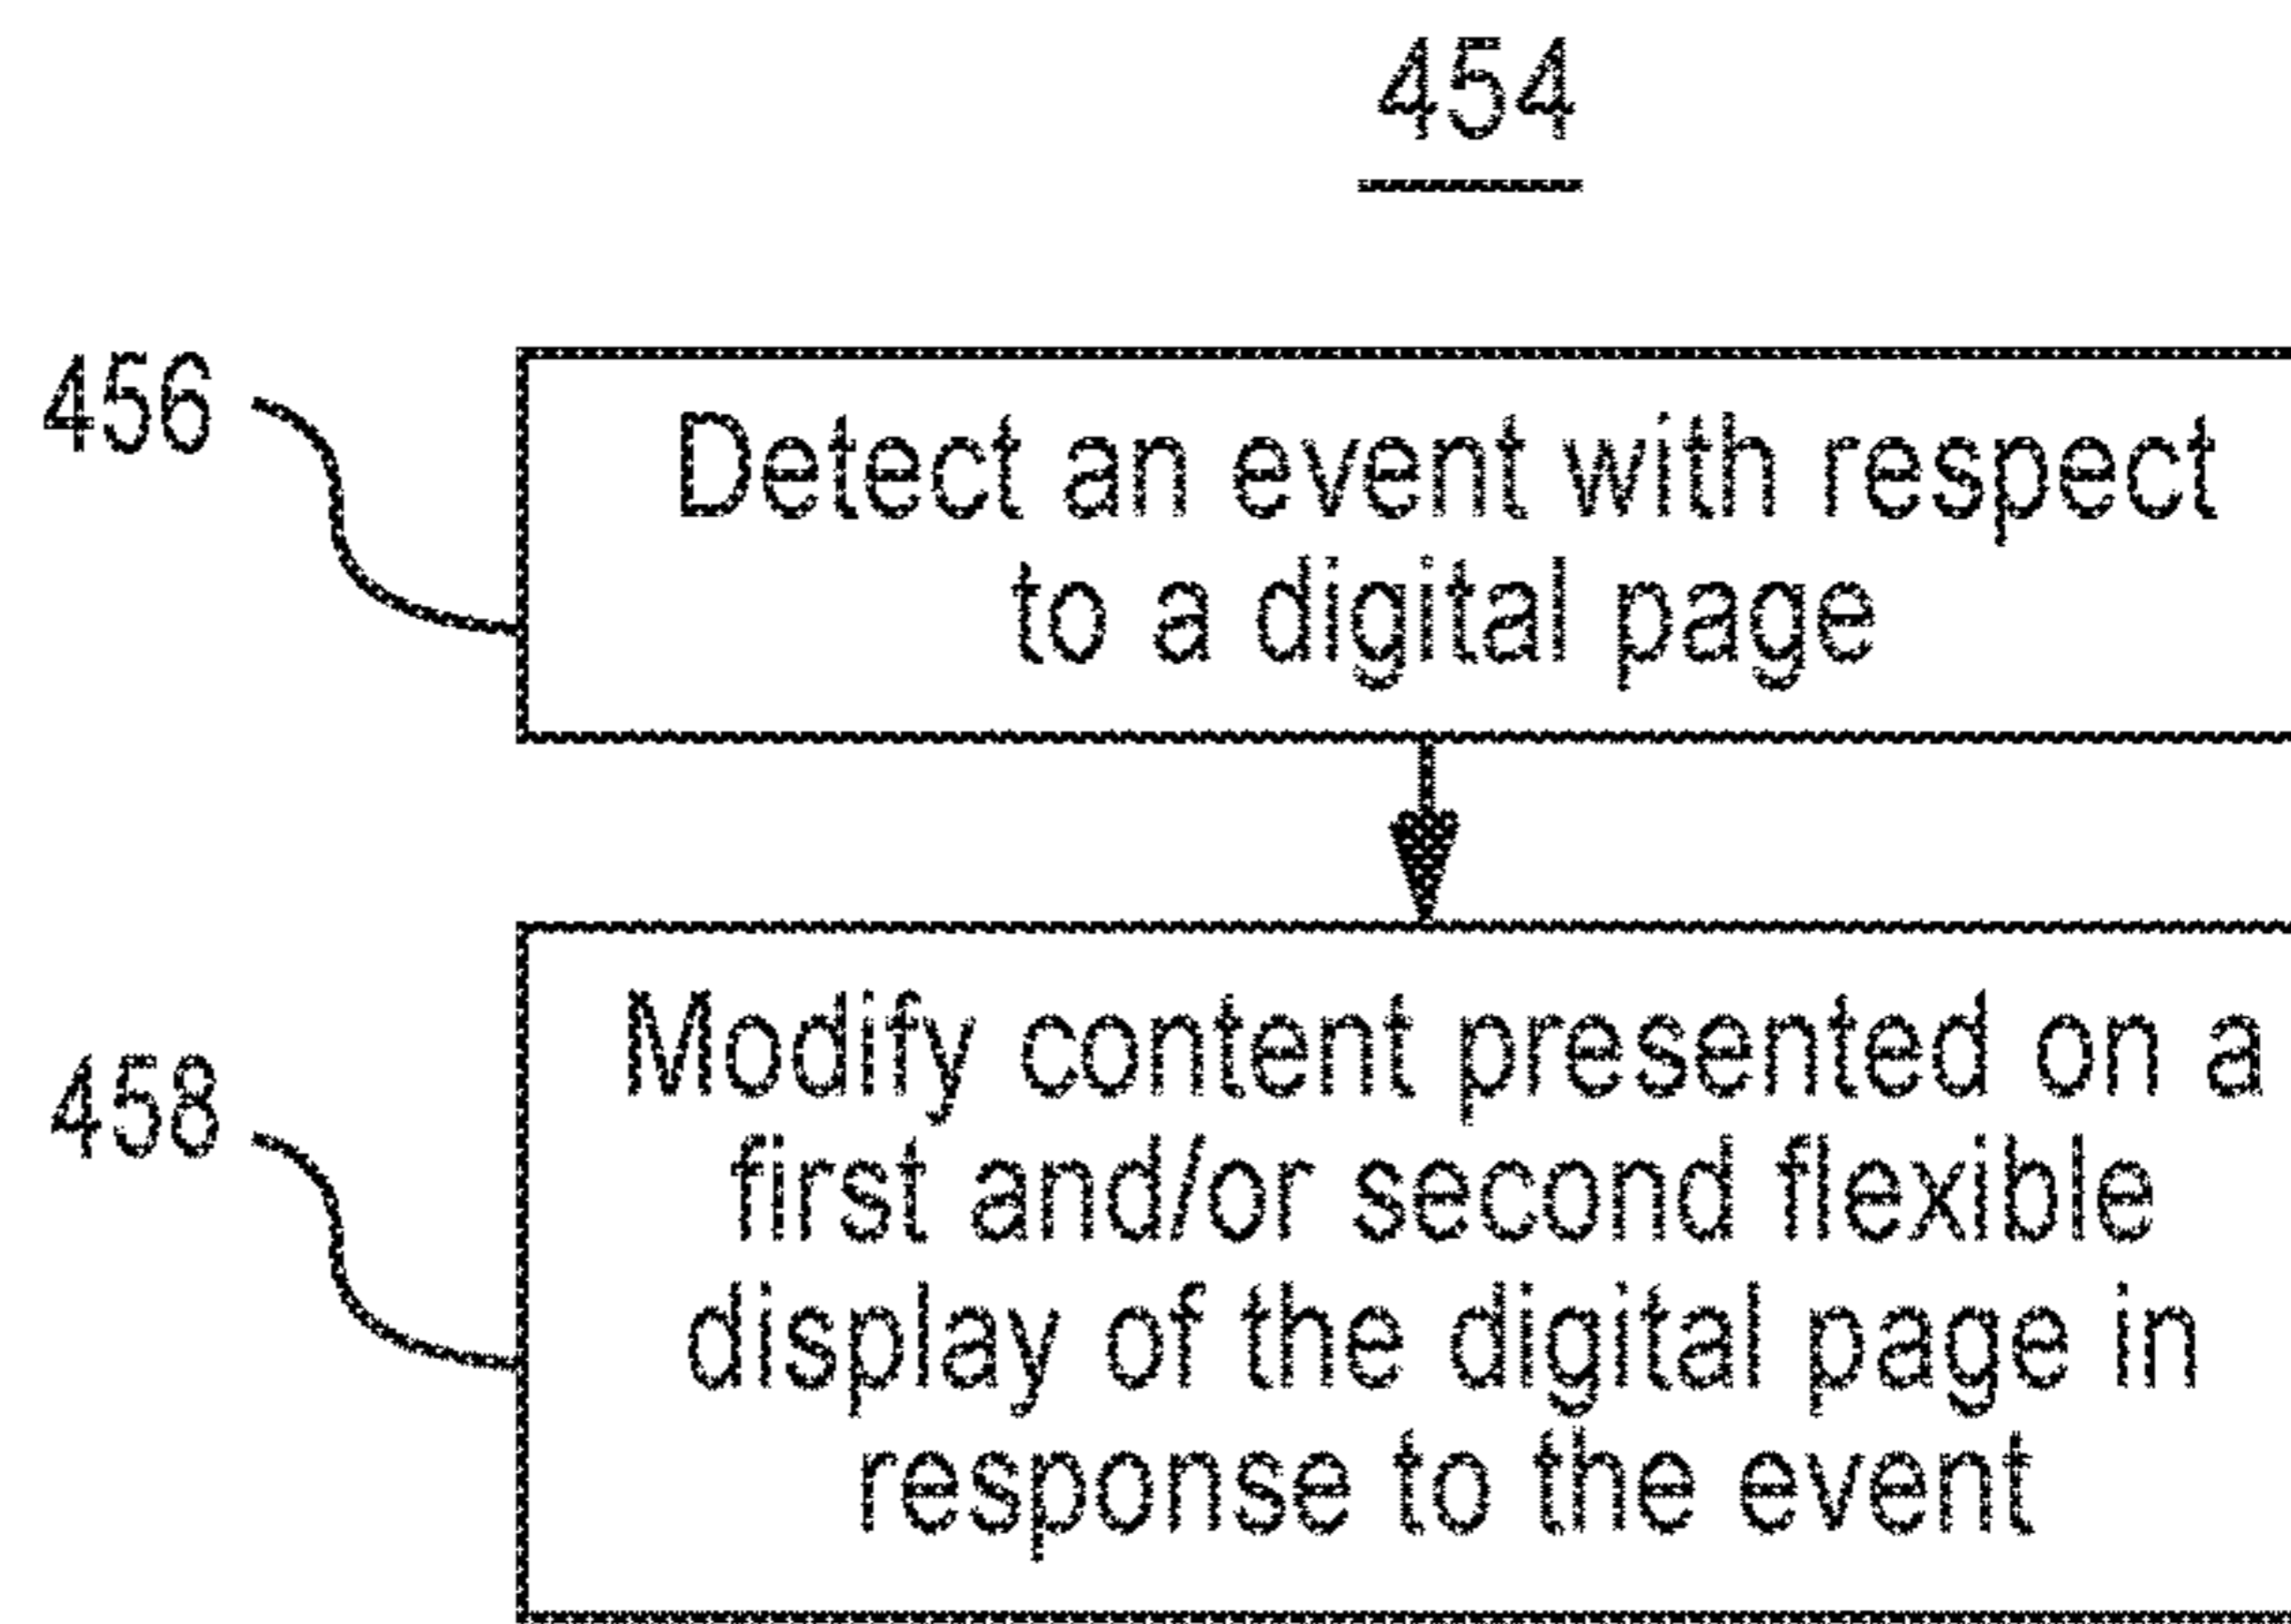 454
456
Detect an event with respect
to a digital page
458
Modify content presented on a
first and/or second flexible
display of the digital page in
response to the event